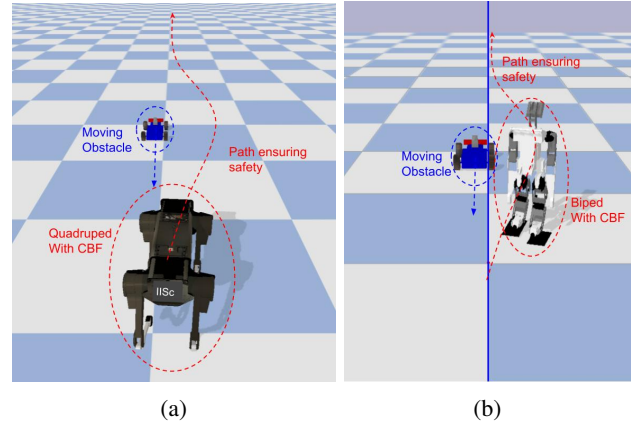 Moving
Obstacle
Path ensuring
safety
Quadruped
With CBF
IISc
(a)
Path ensuring
safety
Moving
Obstacle
Biped
With CBF
(b)